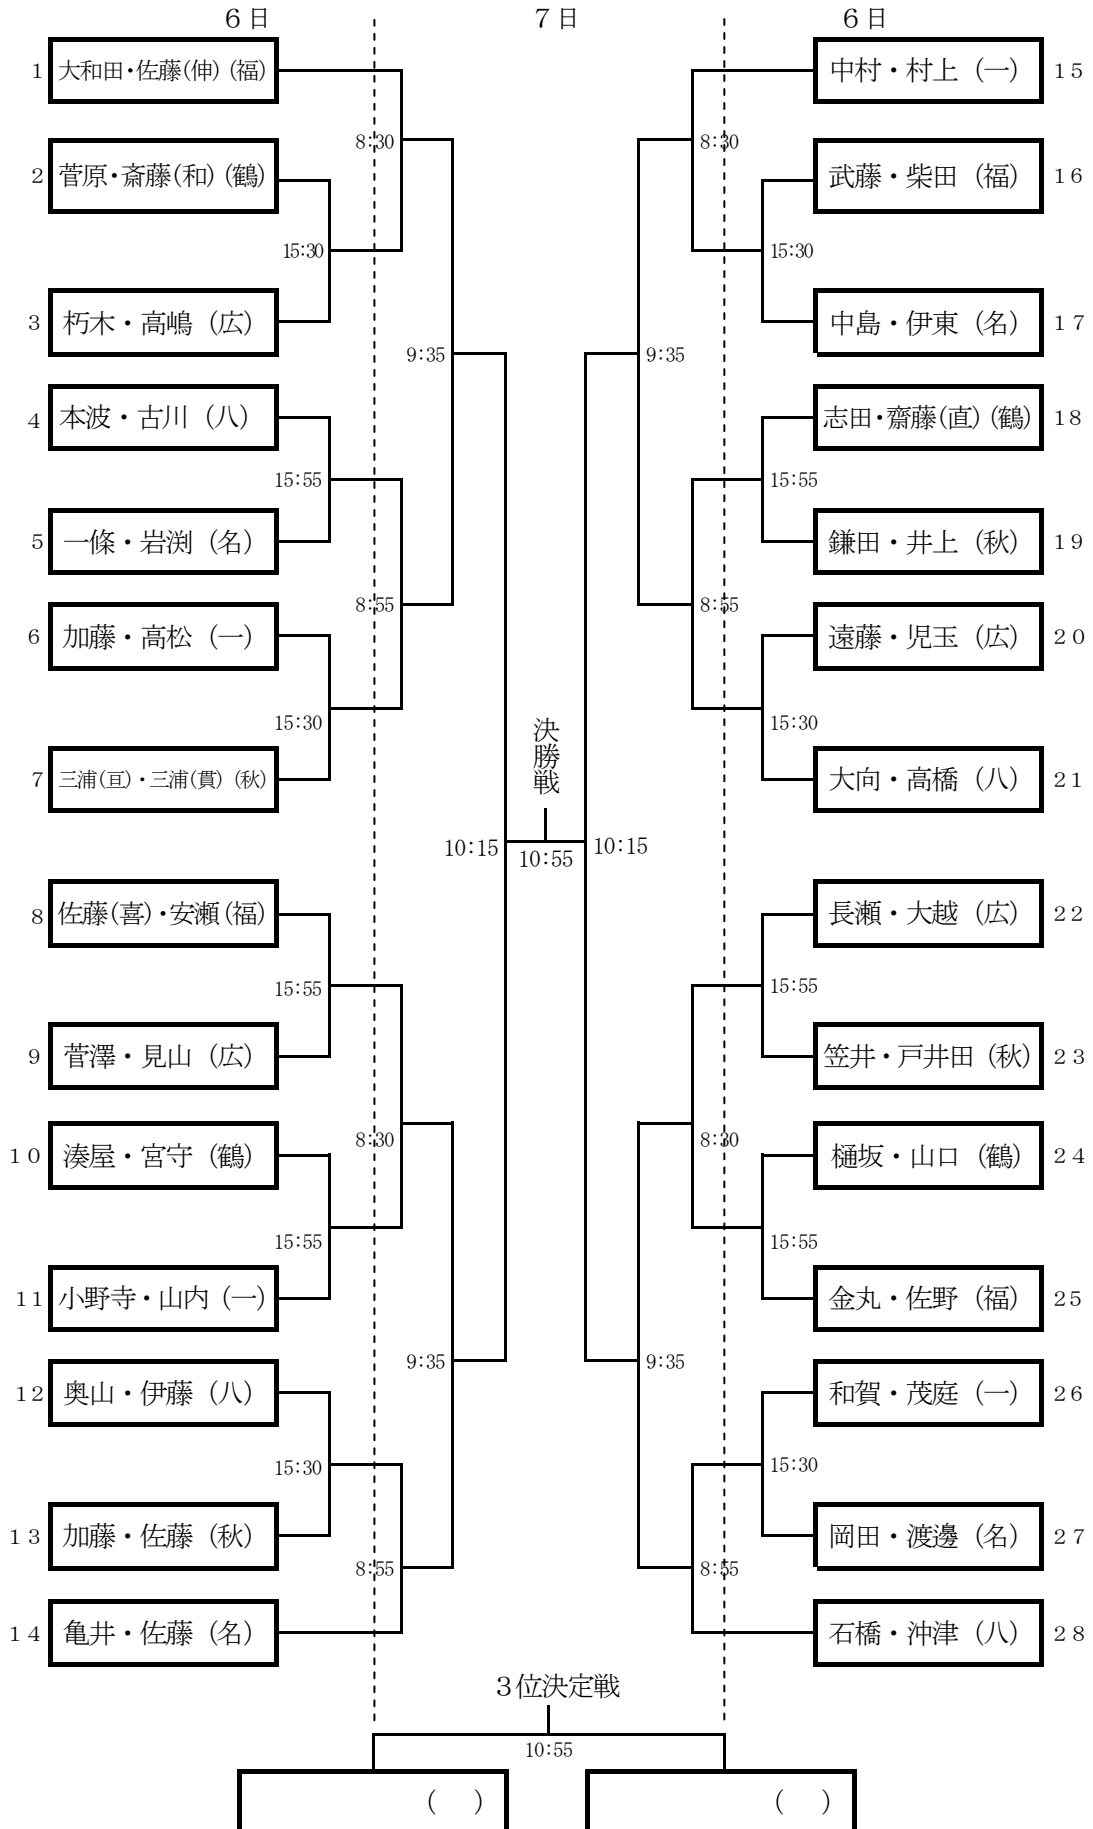 ６日 ７日 ６日
1 大和田・佐藤(伸) (福)
8:30
2 菅原・斎藤(和) (鶴)
15:30
3 朽木・高嶋 (広)
9:35
4 本波・古川 (八)
15:55
5 一條・岩渕 (名)
8:55
6 加藤・高松 (一)
15:30
7 三浦(亘)・三浦(貫) (秋)
10:15
8 佐藤(喜)・安瀬(福)
15:55
9 菅澤・見山 (広)
8:30
10 湊屋・宮守 (鶴)
15:55
11 小野寺・山内 (一)
9:35
12 奥山・伊藤 (八)
15:30
13 加藤・佐藤 (秋)
8:55
14 亀井・佐藤 (名)
決勝戦
10:55
中村・村上 (一) 15
8:30
武藤・柴田 (福) 16
15:30
中島・伊東 (名) 17
9:35
志田・齋藤(直) (鶴) 18
15:55
鎌田・井上 (秋) 19
8:55
遠藤・児玉 (広) 20
15:30
大向・高橋 (八) 21
10:15
長瀬・大越 (広) 22
15:55
笠井・戸井田 (秋) 23
8:30
樋坂・山口 (鶴) 24
15:55
金丸・佐野 (福) 25
9:35
和賀・茂庭 (一) 26
15:30
岡田・渡邊 (名) 27
8:55
石橋・沖津 (八) 28
３位決定戦
10:55
( ) ( )